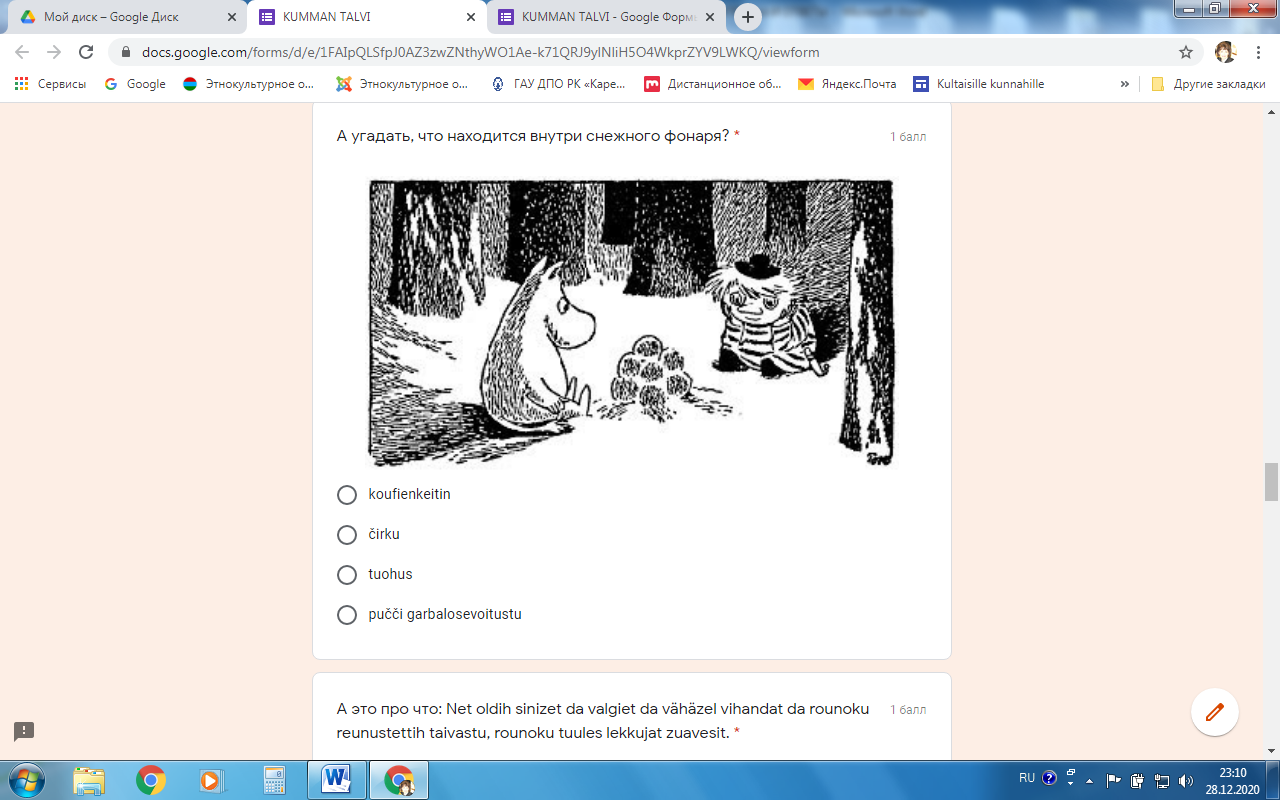 Мой диск – Google Диск
KUMMAN TALVI
KUMMAN TALVI - Google Форм
docs.google.com/forms/d/e/1FAIpQLSfpJ0AZ3zwZNthyWO1Ae-k71QRJ9ylNIiH5O4WkprZYV9LWKQ/viewform
Сервисы Google Этнокультурное о... Этнокультурное о... ГАУ ДПО РК «Каре... Дистанционное об... Яндекс.Почта Kultaisille kunnahille » Другие закладки
А угадать, что находится внутри снежного фонаря? * 1 балл
koufienkeitin
čirku
tuohus
pučči garbalosevoitustu
А это про что: Net oldih sinizet da valgiet da vähäzel vihandat da rounoku 1 балл
reunustettih taivastu, rounoku tuules lekkujat zuavesit. *
RU
23:10
28.12.2020